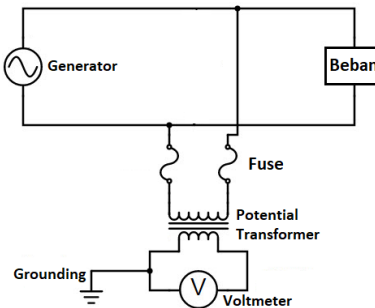 Generator
Beban
Fuse
Potential
Transformer
Grounding
V
Voltmeter